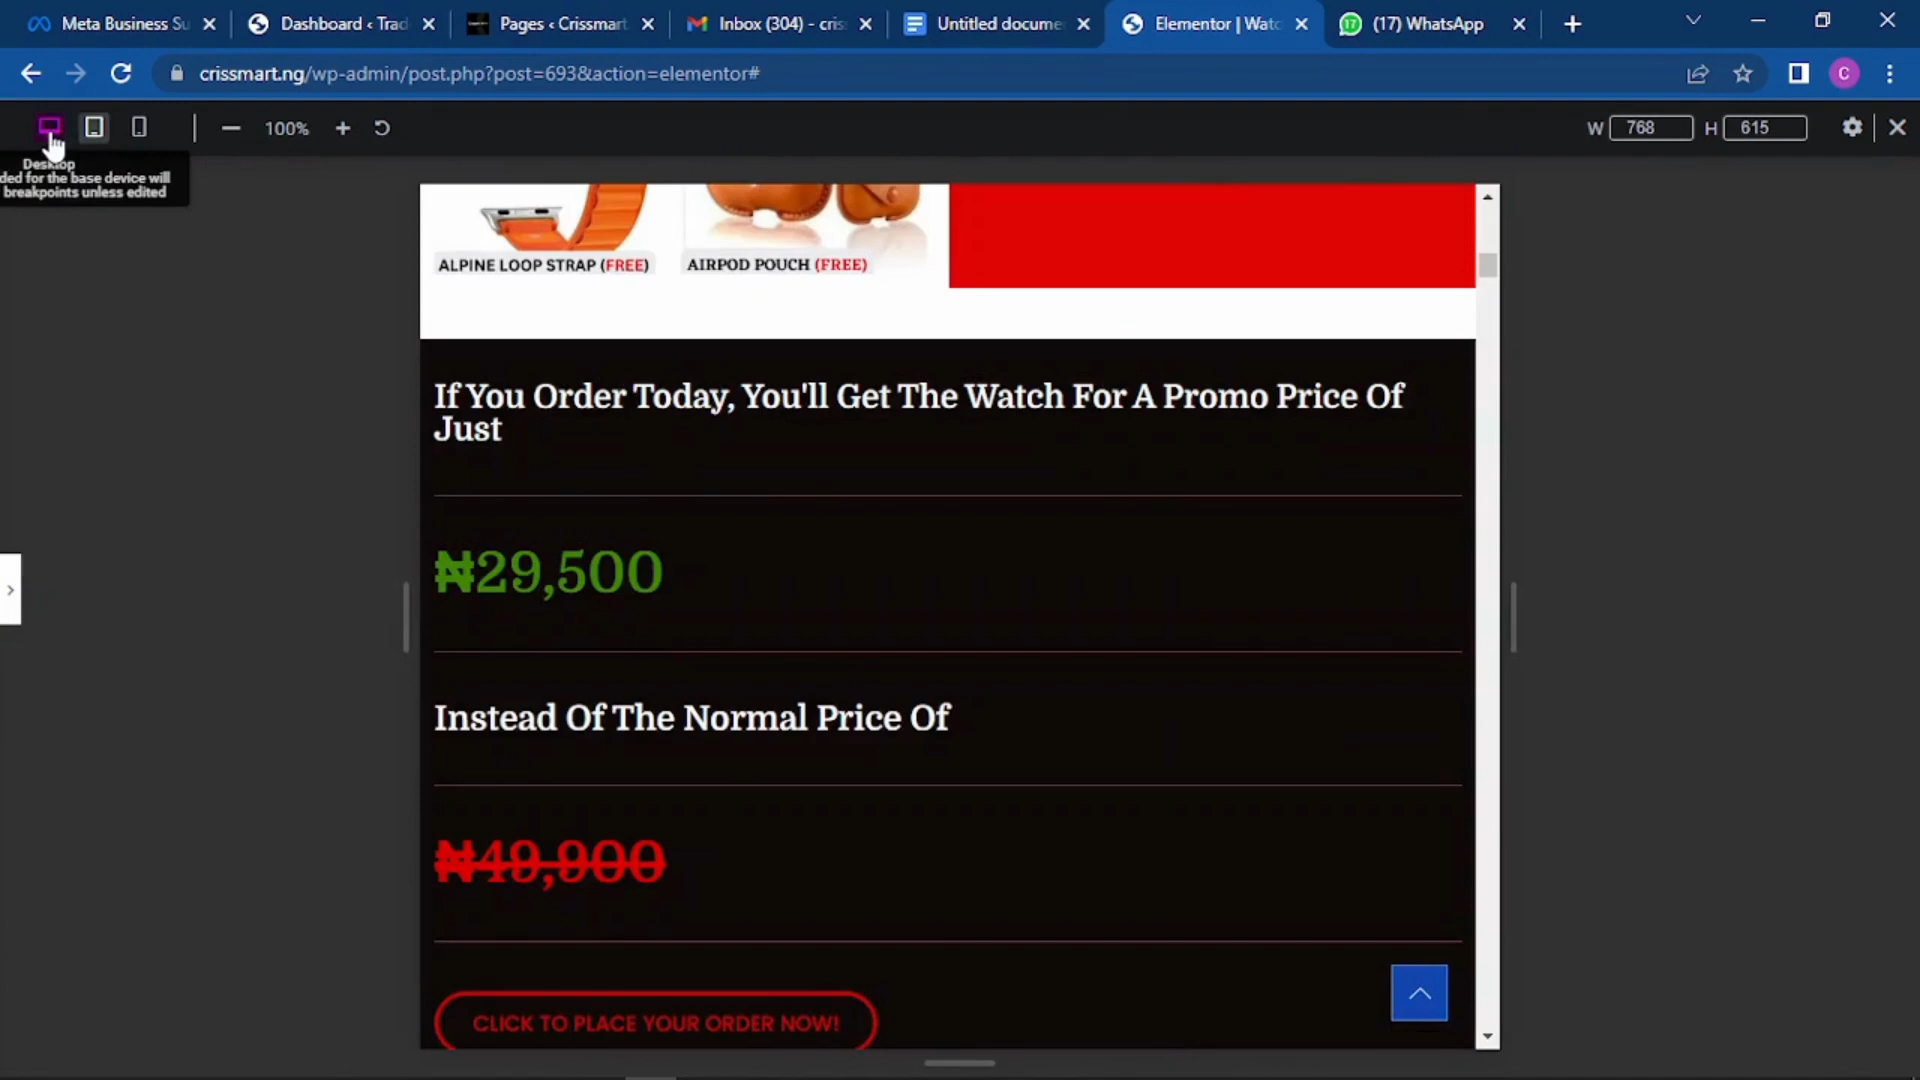 Meta Business Su
Dashboard ‹ Trad
Pages ‹ Crissmart
Inbox (304) - cris
Untitled docume
Elementor | Watc
17
(17) WhatsApp
crissmart.ng/wp-admin/post.php?post=693&action=elementor#
C
100%
W 768 H 615
Desktop
ded for the base device will
breakpoints unless edited
ALPINE LOOP STRAP (FREE)
AIRPOD POUCH (FREE)
If You Order Today, You'll Get The Watch For A Promo Price Of
Just
₦29,500
Instead Of The Normal Price Of
₦49,900
CLICK TO PLACE YOUR ORDER NOW!